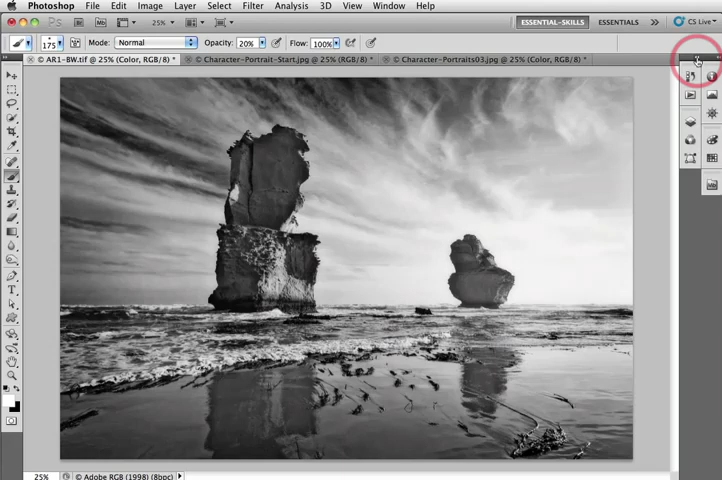 Photoshop File Edit Image Layer Select Filter Analysis 3D View Window Help
Ps Mb 25% ESSENTIAL-SKILLS ESSENTIALS CS Live
175 Mode: Normal Opacity: 20% Flow: 100%
© AR1-BW.tif @ 25% (Color, RGB/8) * © Character-Portrait-Start.jpg @ 25% (RGB/8) * © Character-Portraits03.jpg @ 25% (Color, RGB/8) *
25% © Adobe RGB (1998) (8bpc)